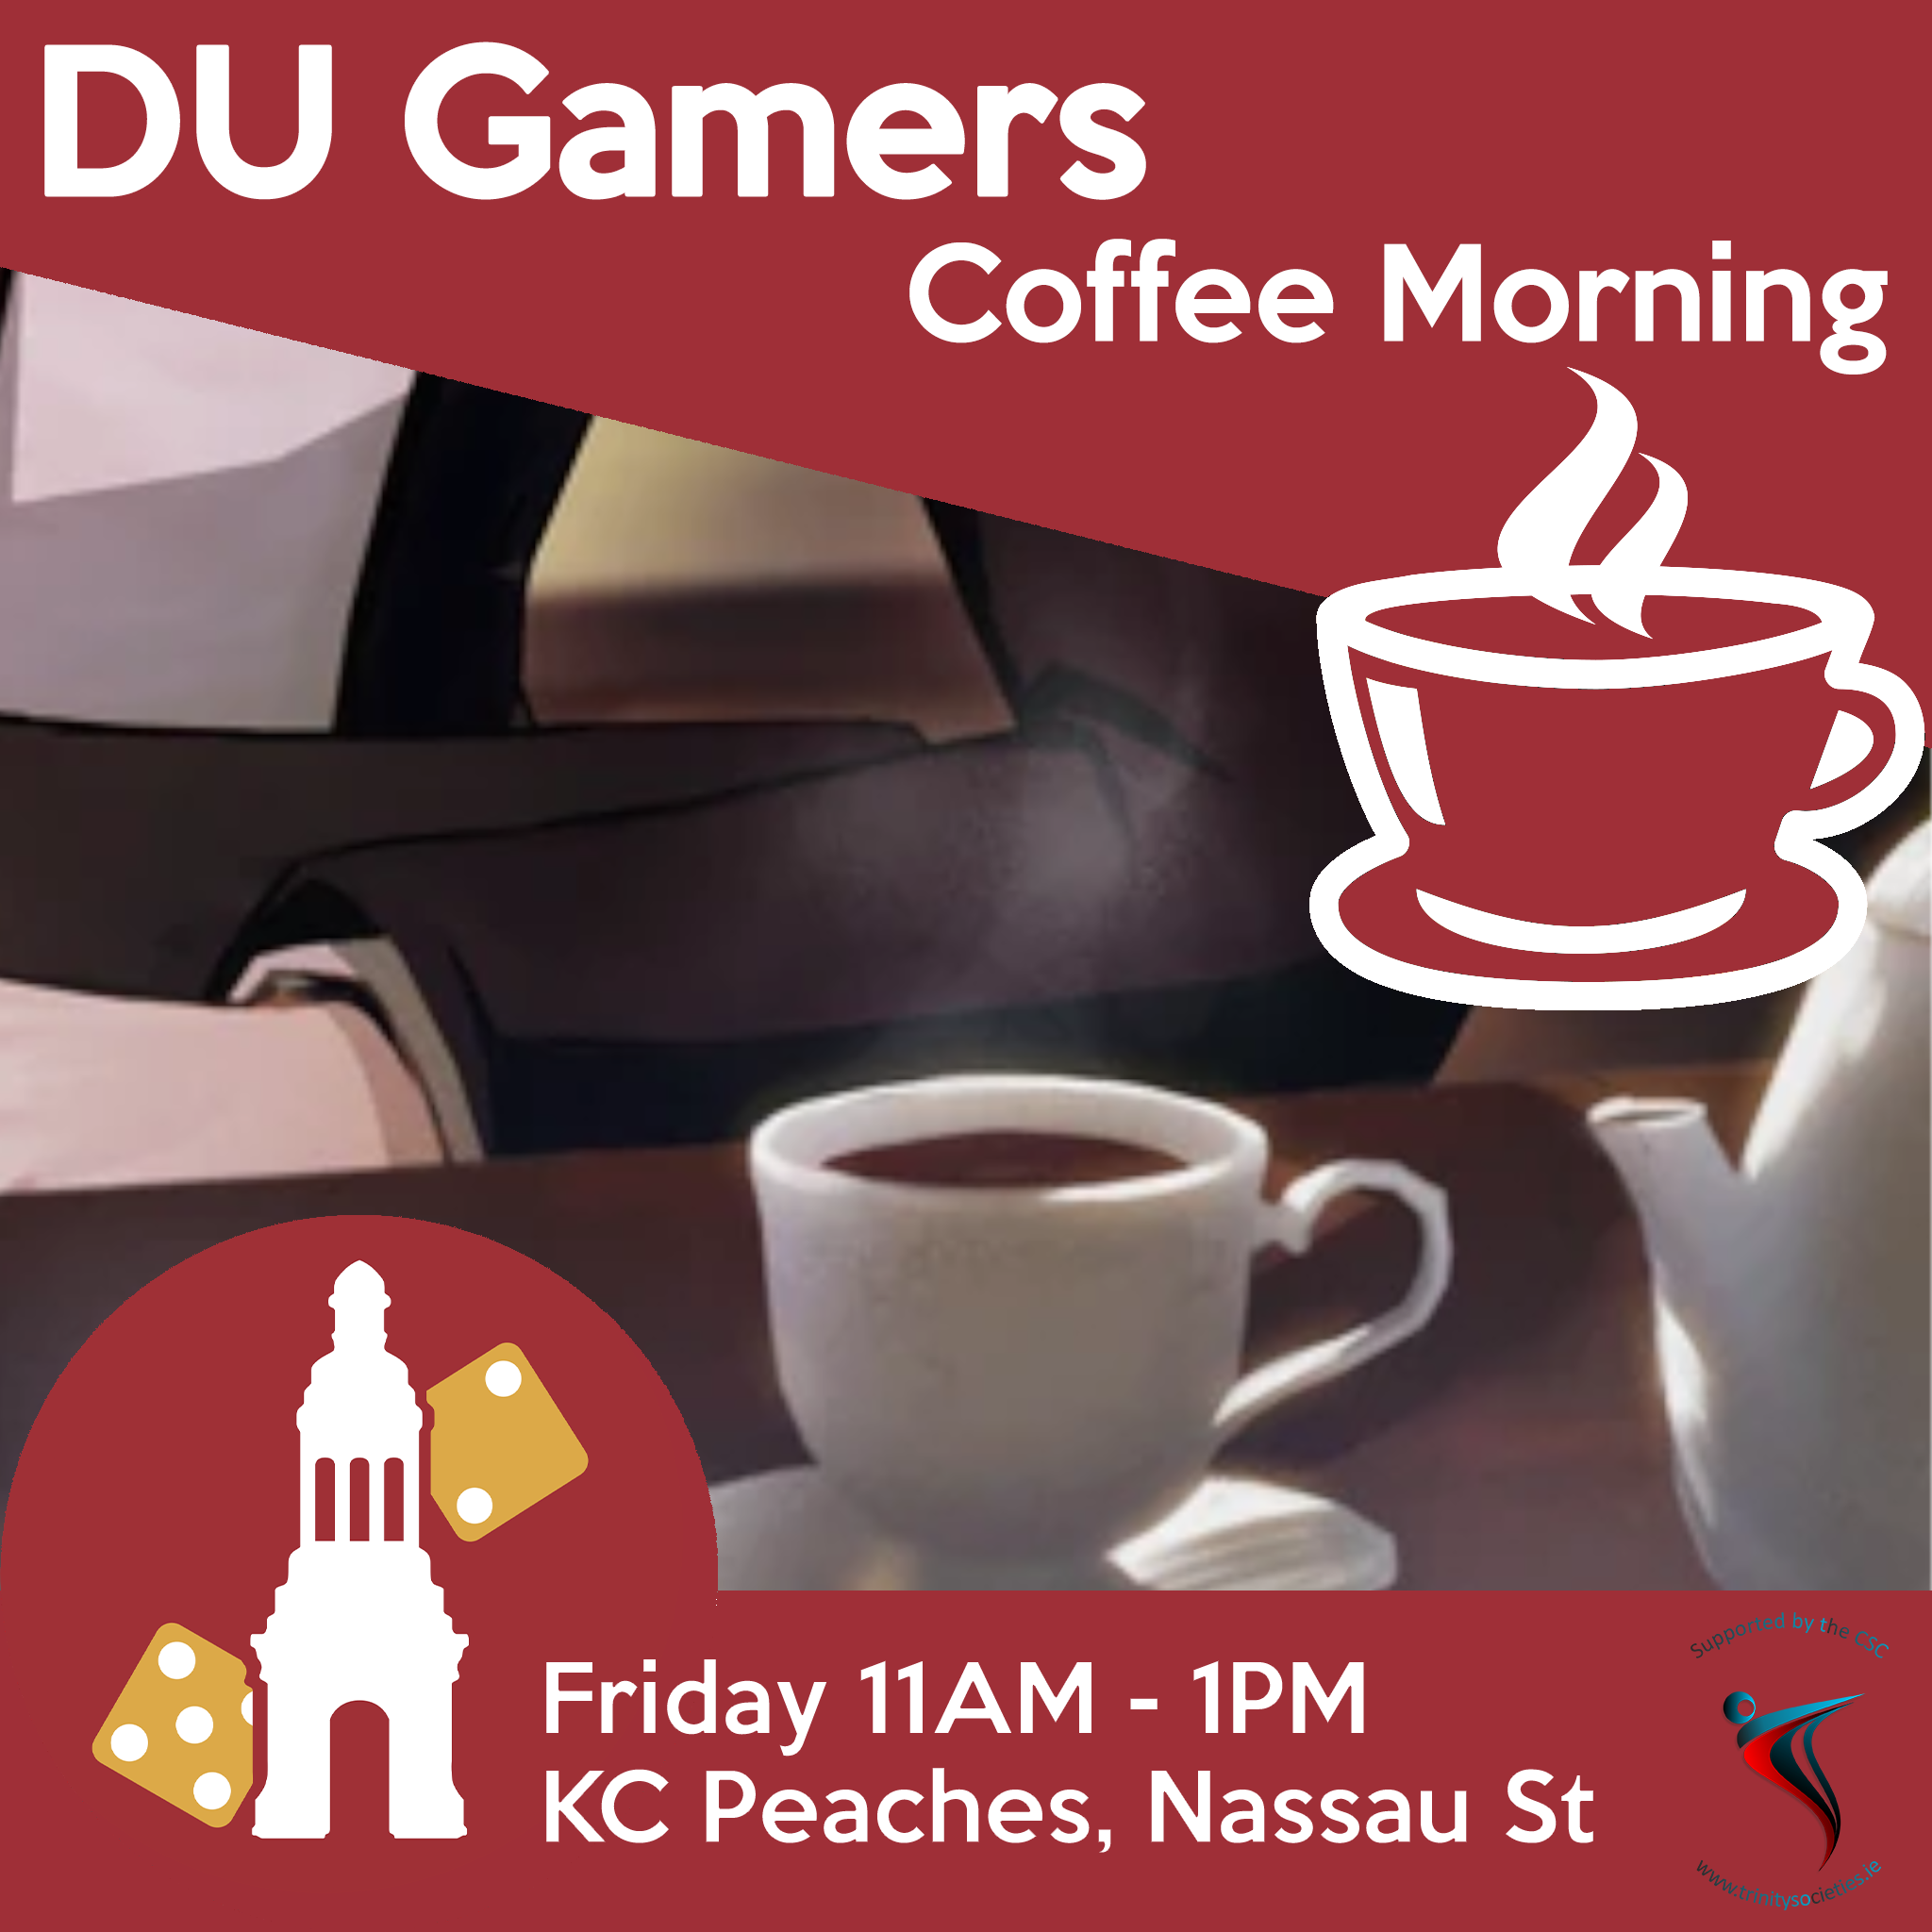 DU Gamers
Coffee Morning
Friday 11AM - 1PM
KC Peaches, Nassau St
Supported by the CSC
www.trinitysocieties.ie